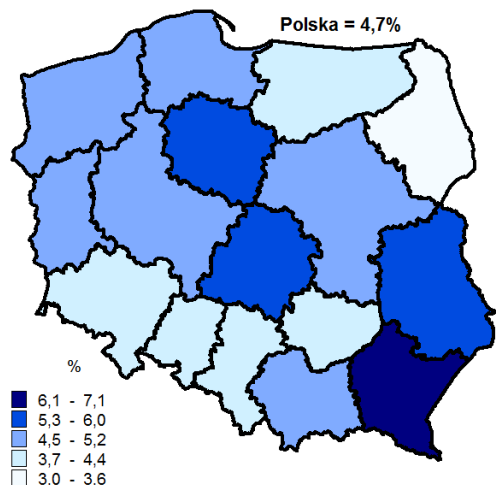 Polska = 4,7%
%
6,1 - 7,1
5,3 - 6,0
4,5 - 5,2
3,7 - 4,4
3,0 - 3,6